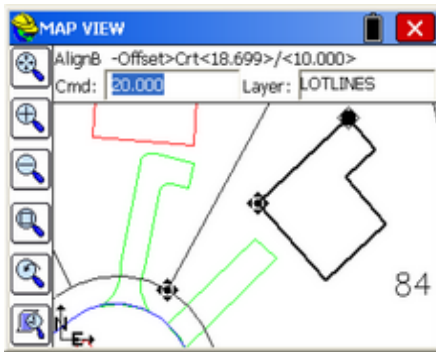 MAP VIEW
AlignB -Offset>Crt<18.699>/<10.000>
Cmd: 20.000 Layer: LOTLINES
84
N
E